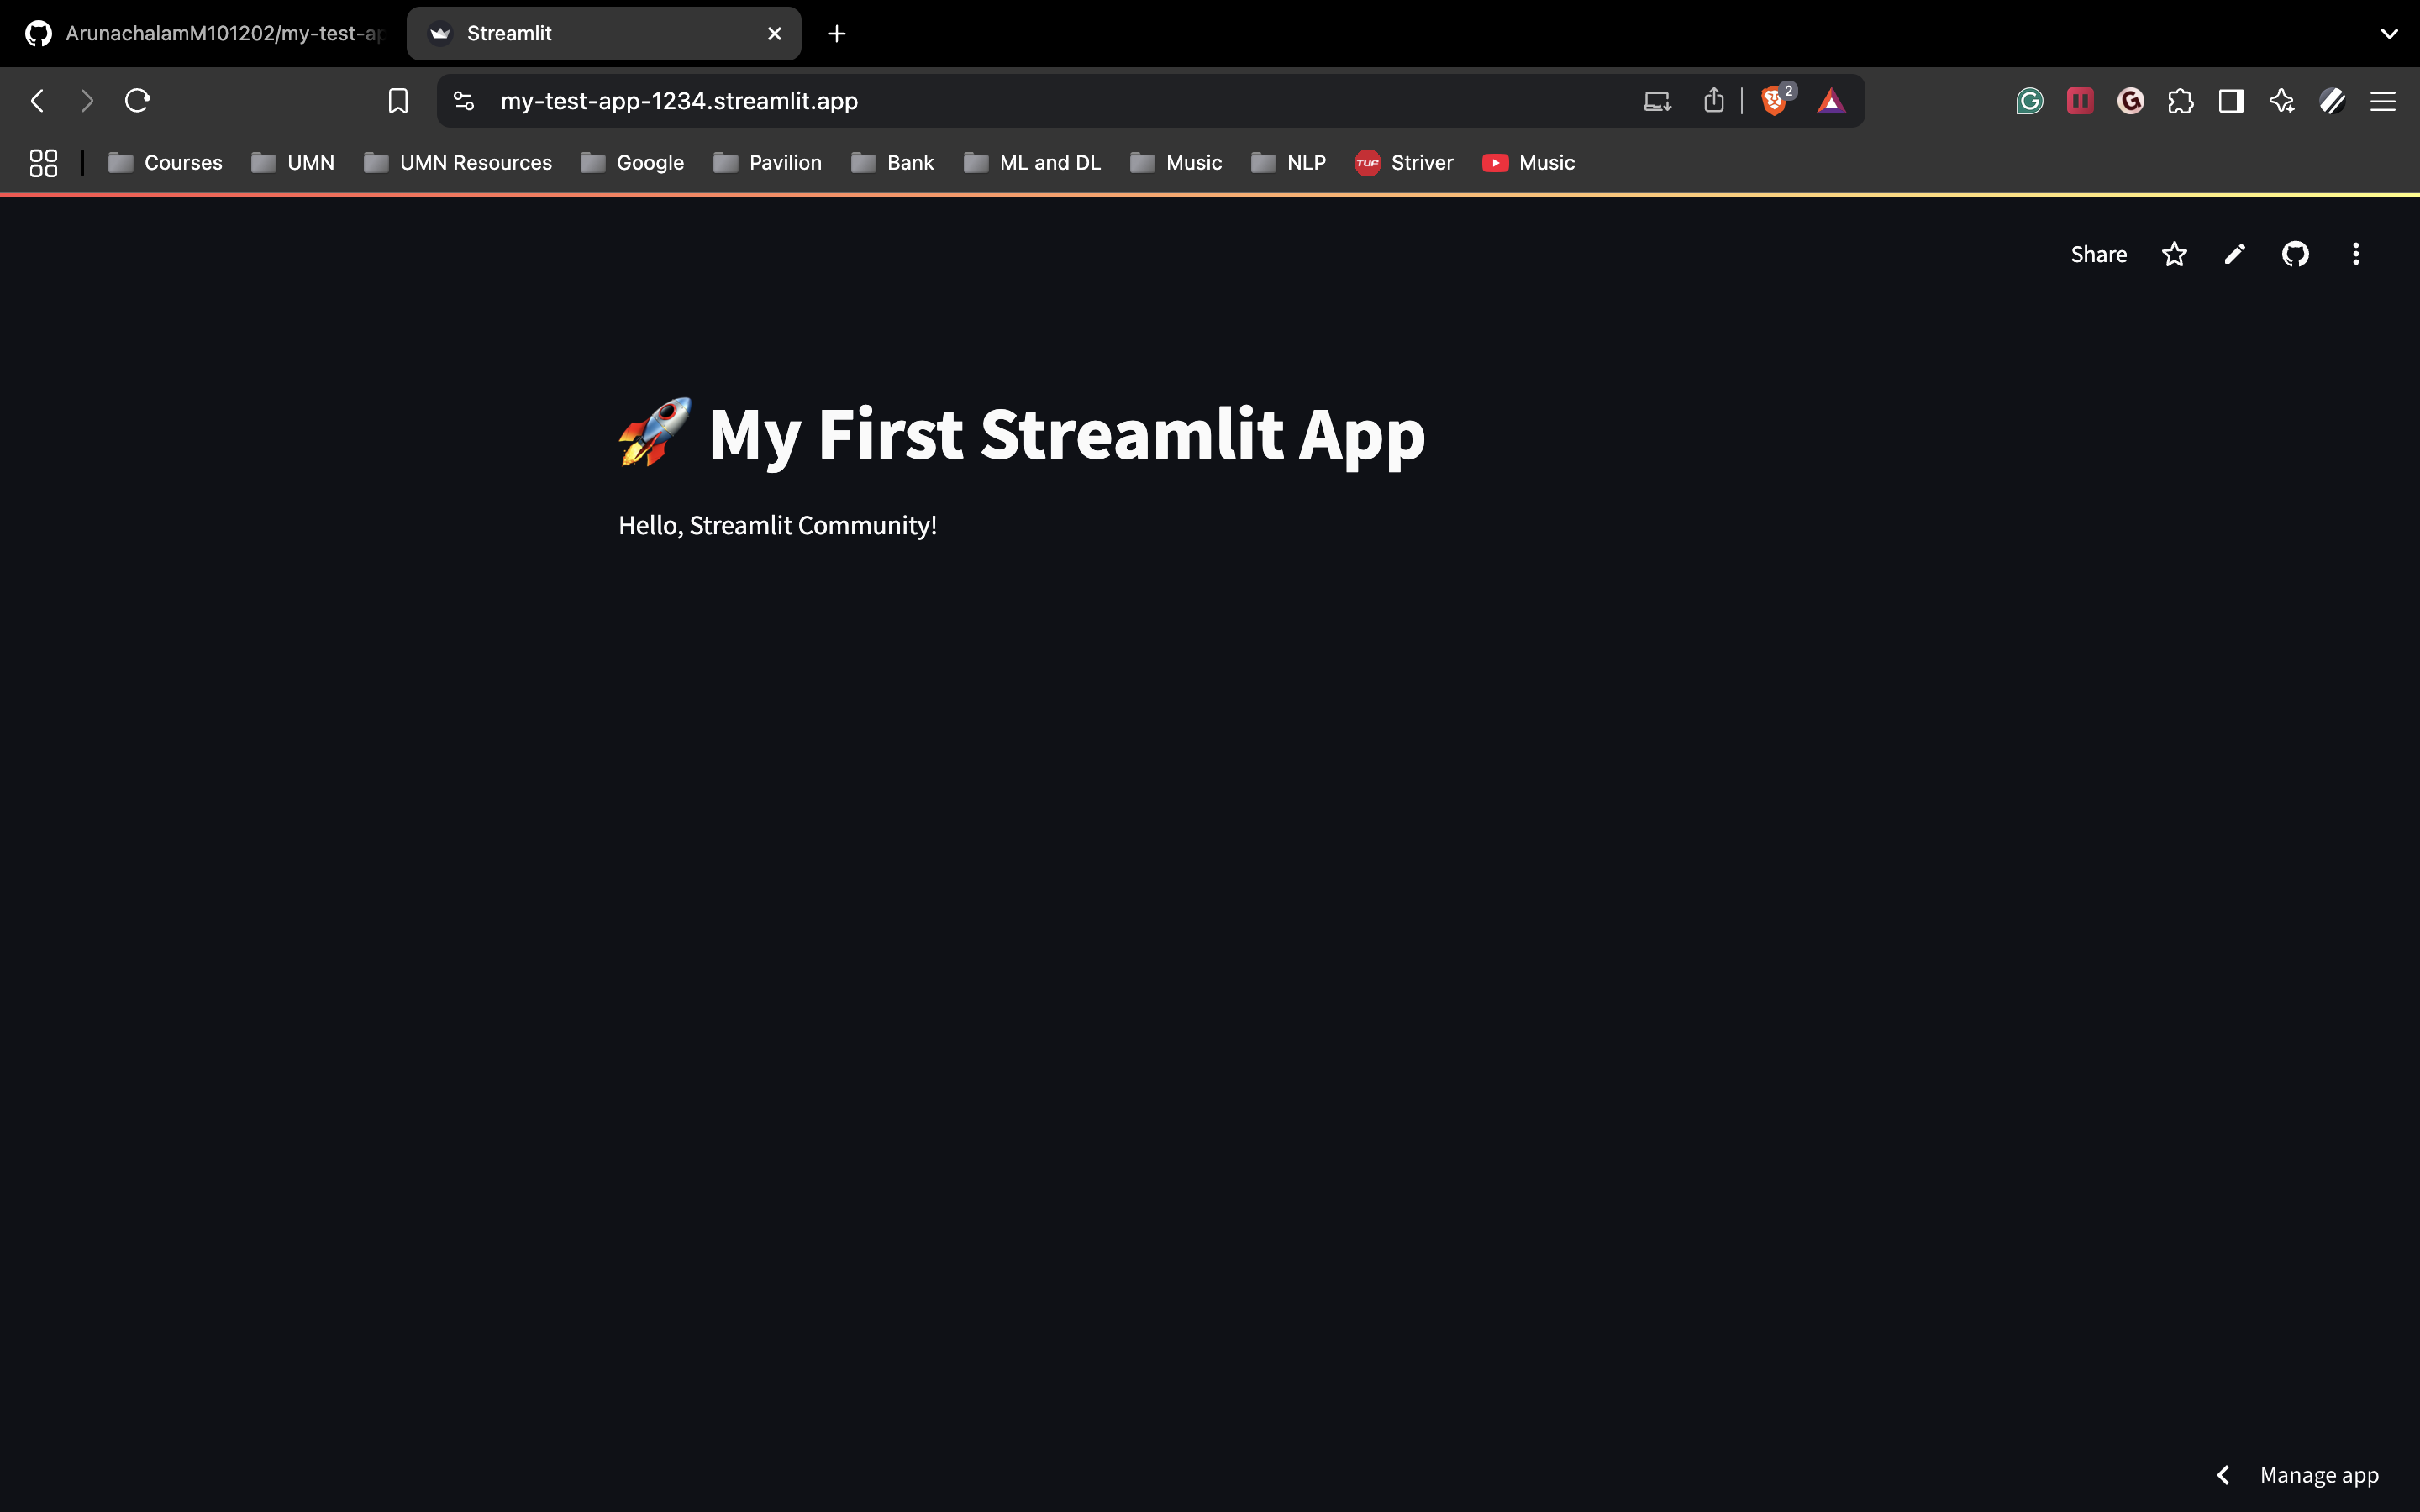 ArunachalamM101202/my-test-ap
Streamlit
my-test-app-1234.streamlit.app
2
Courses UMN UMN Resources Google Pavilion Bank ML and DL Music NLP TUF Striver Music
Share
🚀 My First Streamlit App
Hello, Streamlit Community!
Manage app